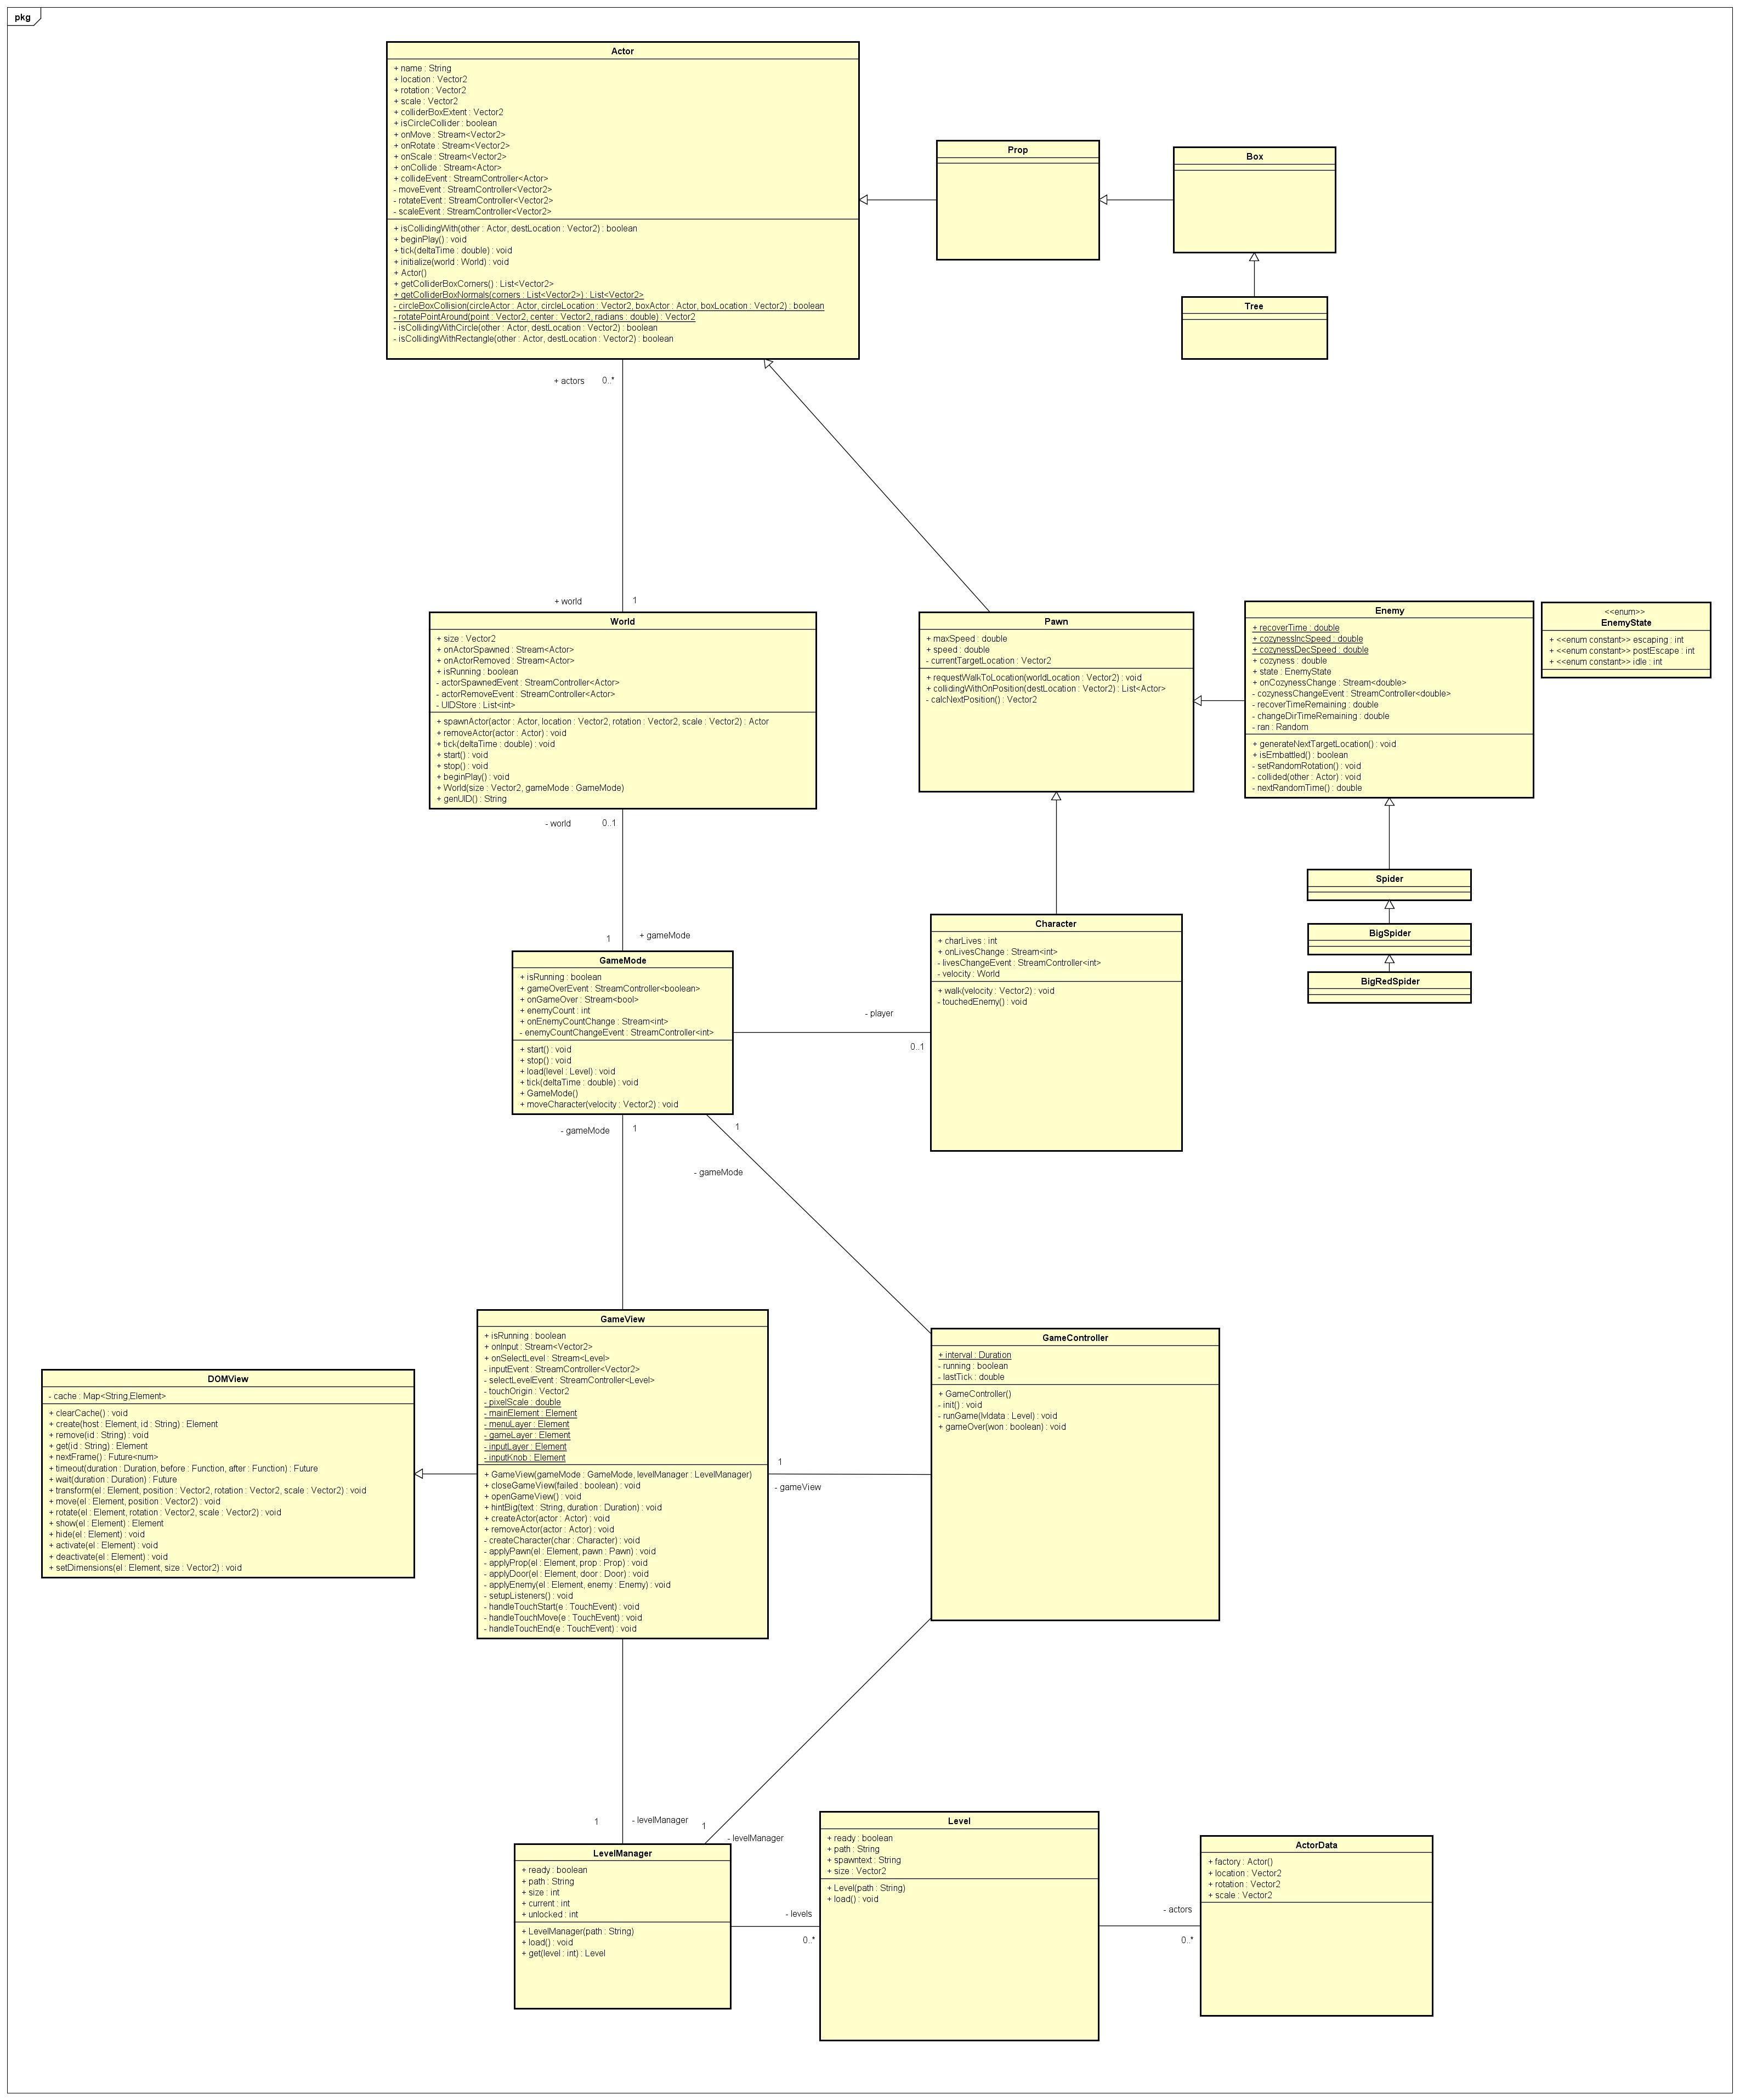 pkg
Actor
+ name : String
+ location : Vector2
+ rotation : Vector2
+ scale : Vector2
+ colliderBoxExtent : Vector2
+ isCircleCollider : boolean
+ onMove : Stream<Vector2>
+ onRotate : Stream<Vector2>
+ onScale : Stream<Vector2>
+ onCollide : Stream<Actor>
+ collideEvent : StreamController<Actor>
- moveEvent : StreamController<Vector2>
- rotateEvent : StreamController<Vector2>
- scaleEvent : StreamController<Vector2>
+ isCollidingWith(other : Actor, destLocation : Vector2) : boolean
+ beginPlay() : void
+ tick(deltaTime : double) : void
+ initialize(world : World) : void
+ Actor()
+ getColliderBoxCorners() : List<Vector2>
+ getColliderBoxNormals(corners : List<Vector2>) : List<Vector2>
- circleBoxCollision(circleActor : Actor, circleLocation : Vector2, boxActor : Actor, boxLocation : Vector2) : boolean
- rotatePointAround(point : Vector2, center : Vector2, radians : double) : Vector2
- isCollidingWithCircle(other : Actor, destLocation : Vector2) : boolean
- isCollidingWithRectangle(other : Actor, destLocation : Vector2) : boolean
Prop
Box
Tree
+ actors
0..*
+ world
1
World
+ size : Vector2
+ onActorSpawned : Stream<Actor>
+ onActorRemoved : Stream<Actor>
+ isRunning : boolean
- actorSpawnedEvent : StreamController<Actor>
- actorRemoveEvent : StreamController<Actor>
- UIDStore : List<int>
+ spawnActor(actor : Actor, location : Vector2, rotation : Vector2, scale : Vector2) : Actor
+ removeActor(actor : Actor) : void
+ tick(deltaTime : double) : void
+ start() : void
+ stop() : void
+ beginPlay() : void
+ World(size : Vector2, gameMode : GameMode)
+ genUID() : String
Pawn
+ maxSpeed : double
+ speed : double
- currentTargetLocation : Vector2
+ requestWalkToLocation(worldLocation : Vector2) : void
+ collidingWithOnPosition(destLocation : Vector2) : List<Actor>
- calcNextPosition() : Vector2
Enemy
+ recoverTime : double
+ cozynessIncSpeed : double
+ cozynessDecSpeed : double
+ cozyness : double
+ state : EnemyState
+ onCozynessChange : Stream<double>
- cozynessChangeEvent : StreamController<double>
- recoverTimeRemaining : double
- changeDirTimeRemaining : double
- ran : Random
+ generateNextTargetLocation() : void
+ isEmbattled() : boolean
- setRandomRotation() : void
- collided(other : Actor) : void
- nextRandomTime() : double
<<enum>>
EnemyState
+ <<enum constant>> escaping : int
+ <<enum constant>> postEscape : int
+ <<enum constant>> idle : int
Spider
BigSpider
BigRedSpider
- world
0..1
1
+ gameMode
GameMode
+ isRunning : boolean
+ gameOverEvent : StreamController<boolean>
+ onGameOver : Stream<bool>
+ enemyCount : int
+ onEnemyCountChange : Stream<int>
- enemyCountChangeEvent : StreamController<int>
+ start() : void
+ stop() : void
+ load(level : Level) : void
+ tick(deltaTime : double) : void
+ GameMode()
+ moveCharacter(velocity : Vector2) : void
- player
0..1
Character
+ charLives : int
+ onLivesChange : Stream<int>
- livesChangeEvent : StreamController<int>
- velocity : World
+ walk(velocity : Vector2) : void
- touchedEnemy() : void
- gameMode
1
1
- gameMode
DOMView
- cache : Map<String,Element>
+ clearCache() : void
+ create(host : Element, id : String) : Element
+ remove(id : String) : void
+ get(id : String) : Element
+ nextFrame() : Future<num>
+ timeout(duration : Duration, before : Function, after : Function) : Future
+ wait(duration : Duration) : Future
+ transform(el : Element, position : Vector2, rotation : Vector2, scale : Vector2) : void
+ move(el : Element, position : Vector2) : void
+ rotate(el : Element, rotation : Vector2, scale : Vector2) : void
+ show(el : Element) : Element
+ hide(el : Element) : void
+ activate(el : Element) : void
+ deactivate(el : Element) : void
+ setDimensions(el : Element, size : Vector2) : void
GameView
+ isRunning : boolean
+ onInput : Stream<Vector2>
+ onSelectLevel : Stream<Level>
- inputEvent : StreamController<Vector2>
- selectLevelEvent : StreamController<Level>
- touchOrigin : Vector2
- pixelScale : double
- mainElement : Element
- menuLayer : Element
- gameLayer : Element
- inputLayer : Element
- inputKnob : Element
+ GameView(gameMode : GameMode, levelManager : LevelManager)
+ closeGameView(failed : boolean) : void
+ openGameView() : void
+ hintBig(text : String, duration : Duration) : void
+ createActor(actor : Actor) : void
+ removeActor(actor : Actor) : void
- createCharacter(char : Character) : void
- applyPawn(el : Element, pawn : Pawn) : void
- applyProp(el : Element, prop : Prop) : void
- applyDoor(el : Element, door : Door) : void
- applyEnemy(el : Element, enemy : Enemy) : void
- setupListeners() : void
- handleTouchStart(e : TouchEvent) : void
- handleTouchMove(e : TouchEvent) : void
- handleTouchEnd(e : TouchEvent) : void
1
- gameView
GameController
+ interval : Duration
- running : boolean
- lastTick : double
+ GameController()
- init() : void
- runGame(lvldata : Level) : void
+ gameOver(won : boolean) : void
1
- levelManager
1
- levelManager
LevelManager
+ ready : boolean
+ path : String
+ size : int
+ current : int
+ unlocked : int
+ LevelManager(path : String)
+ load() : void
+ get(level : int) : Level
- levels
0..*
Level
+ ready : boolean
+ path : String
+ spawntext : String
+ size : Vector2
+ Level(path : String)
+ load() : void
- actors
0..*
ActorData
+ factory : Actor()
+ location : Vector2
+ rotation : Vector2
+ scale : Vector2